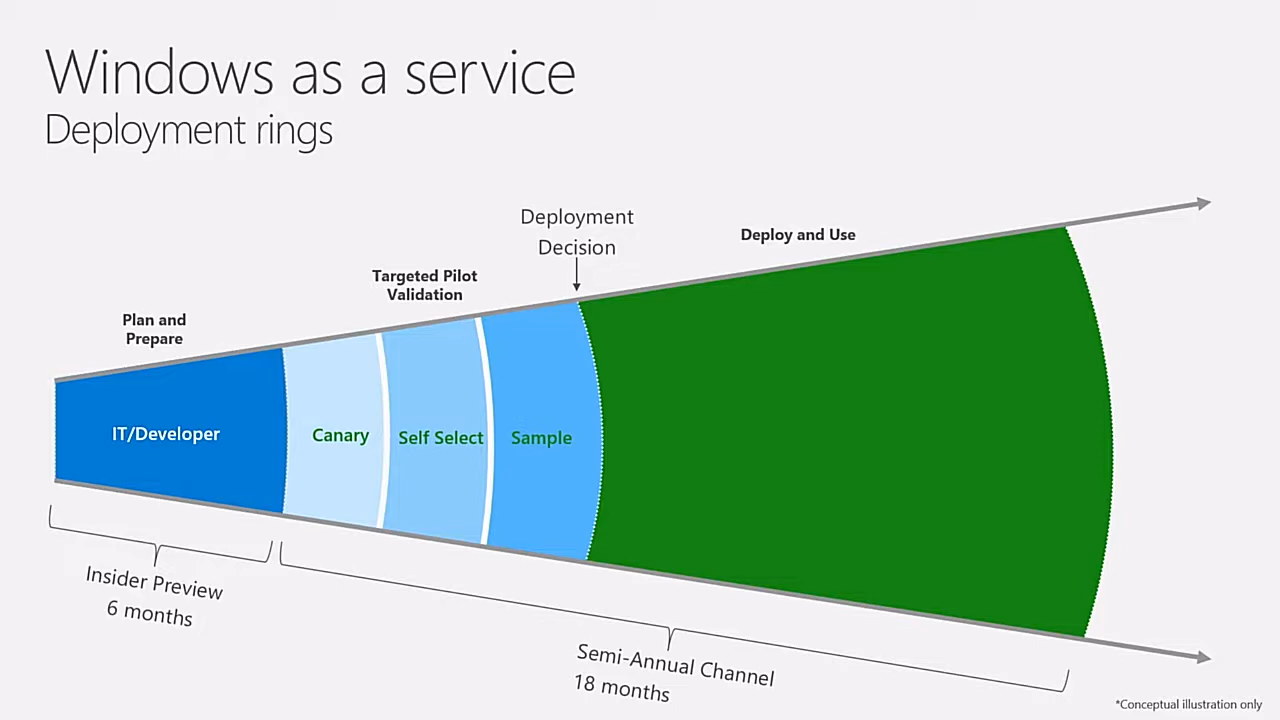 Windows as a service
Deployment rings
Deployment
Decision
Deploy and Use
Targeted Pilot
Validation
Plan and
Prepare
IT/Developer
Canary
Self Select
Sample
Insider Preview
6 months
Semi-Annual Channel
18 months
*Conceptual illustration only